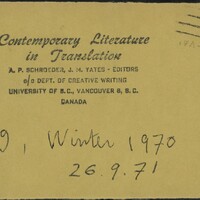 Contemporary Literature
in Translation
A. P. SCHROEDER, J. M. YATES - EDITORS
c/o DEPT. OF CREATIVE WRITING
UNIVERSITY OF B.C., VANCOUVER 8, B.C.
CANADA
9, Winter 1970
26.9.71